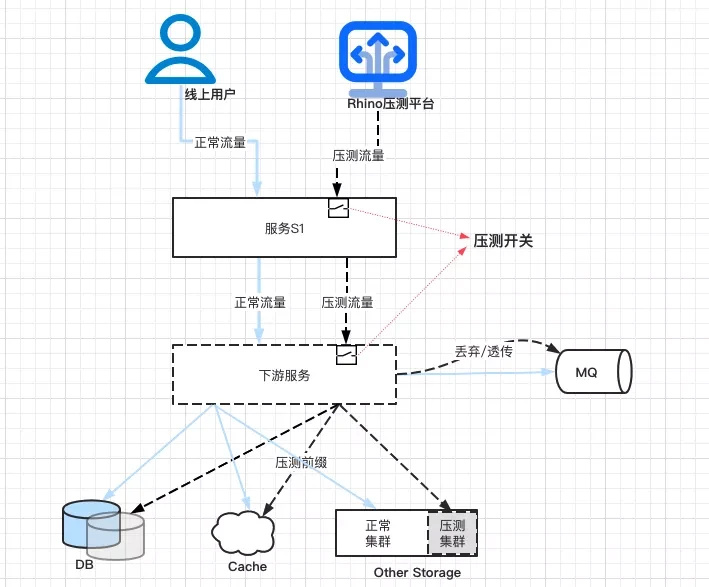 线上用户
Rhino压测平台
正常流量
压测流量
服务S1
压测开关
正常流量
压测流量
丢弃/透传
下游服务
MQ
压测前缀
正常
集群
压测
集群
DB
Cache
Other Storage